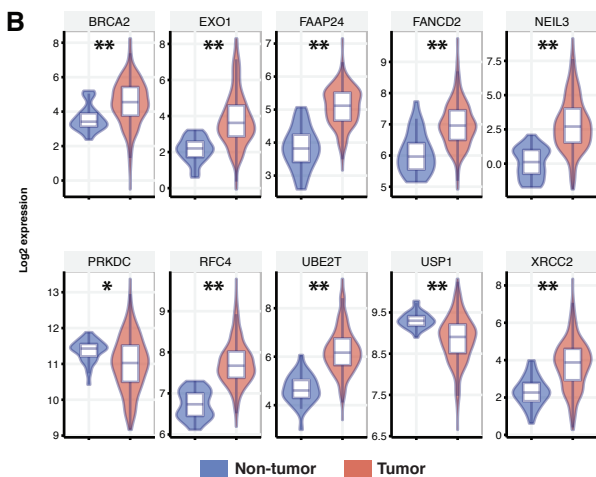 B
BRCA2 EXO1 FAAP24 FANCD2 NEIL3
** ** ** ** **
8 6 4 2 0
8 6 4 2 0
7 6 5 4 3
9 8 7 6 5
7.5 5.0 2.5 0.0
Log2 expression
PRKDC RFC4 UBE2T USP1 XRCC2
* ** ** ** **
13 12 11 10 9
9 8 7 6
8 6 4
9.5 8.5 7.5 6.5
8 6 4 2 0
Non-tumor Tumor